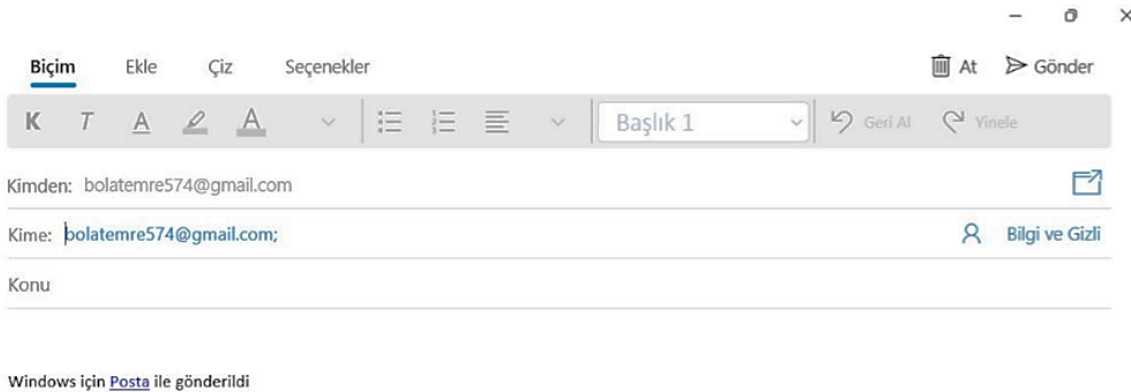 Biçim Ekle Çiz Seçenekler At Gönder
K T A A Başlık 1 Geri Al Yinele
Kimden: bolatemre574@gmail.com
Kime: bolatemre574@gmail.com; Bilgi ve Gizli
Konu
Windows için Posta ile gönderildi